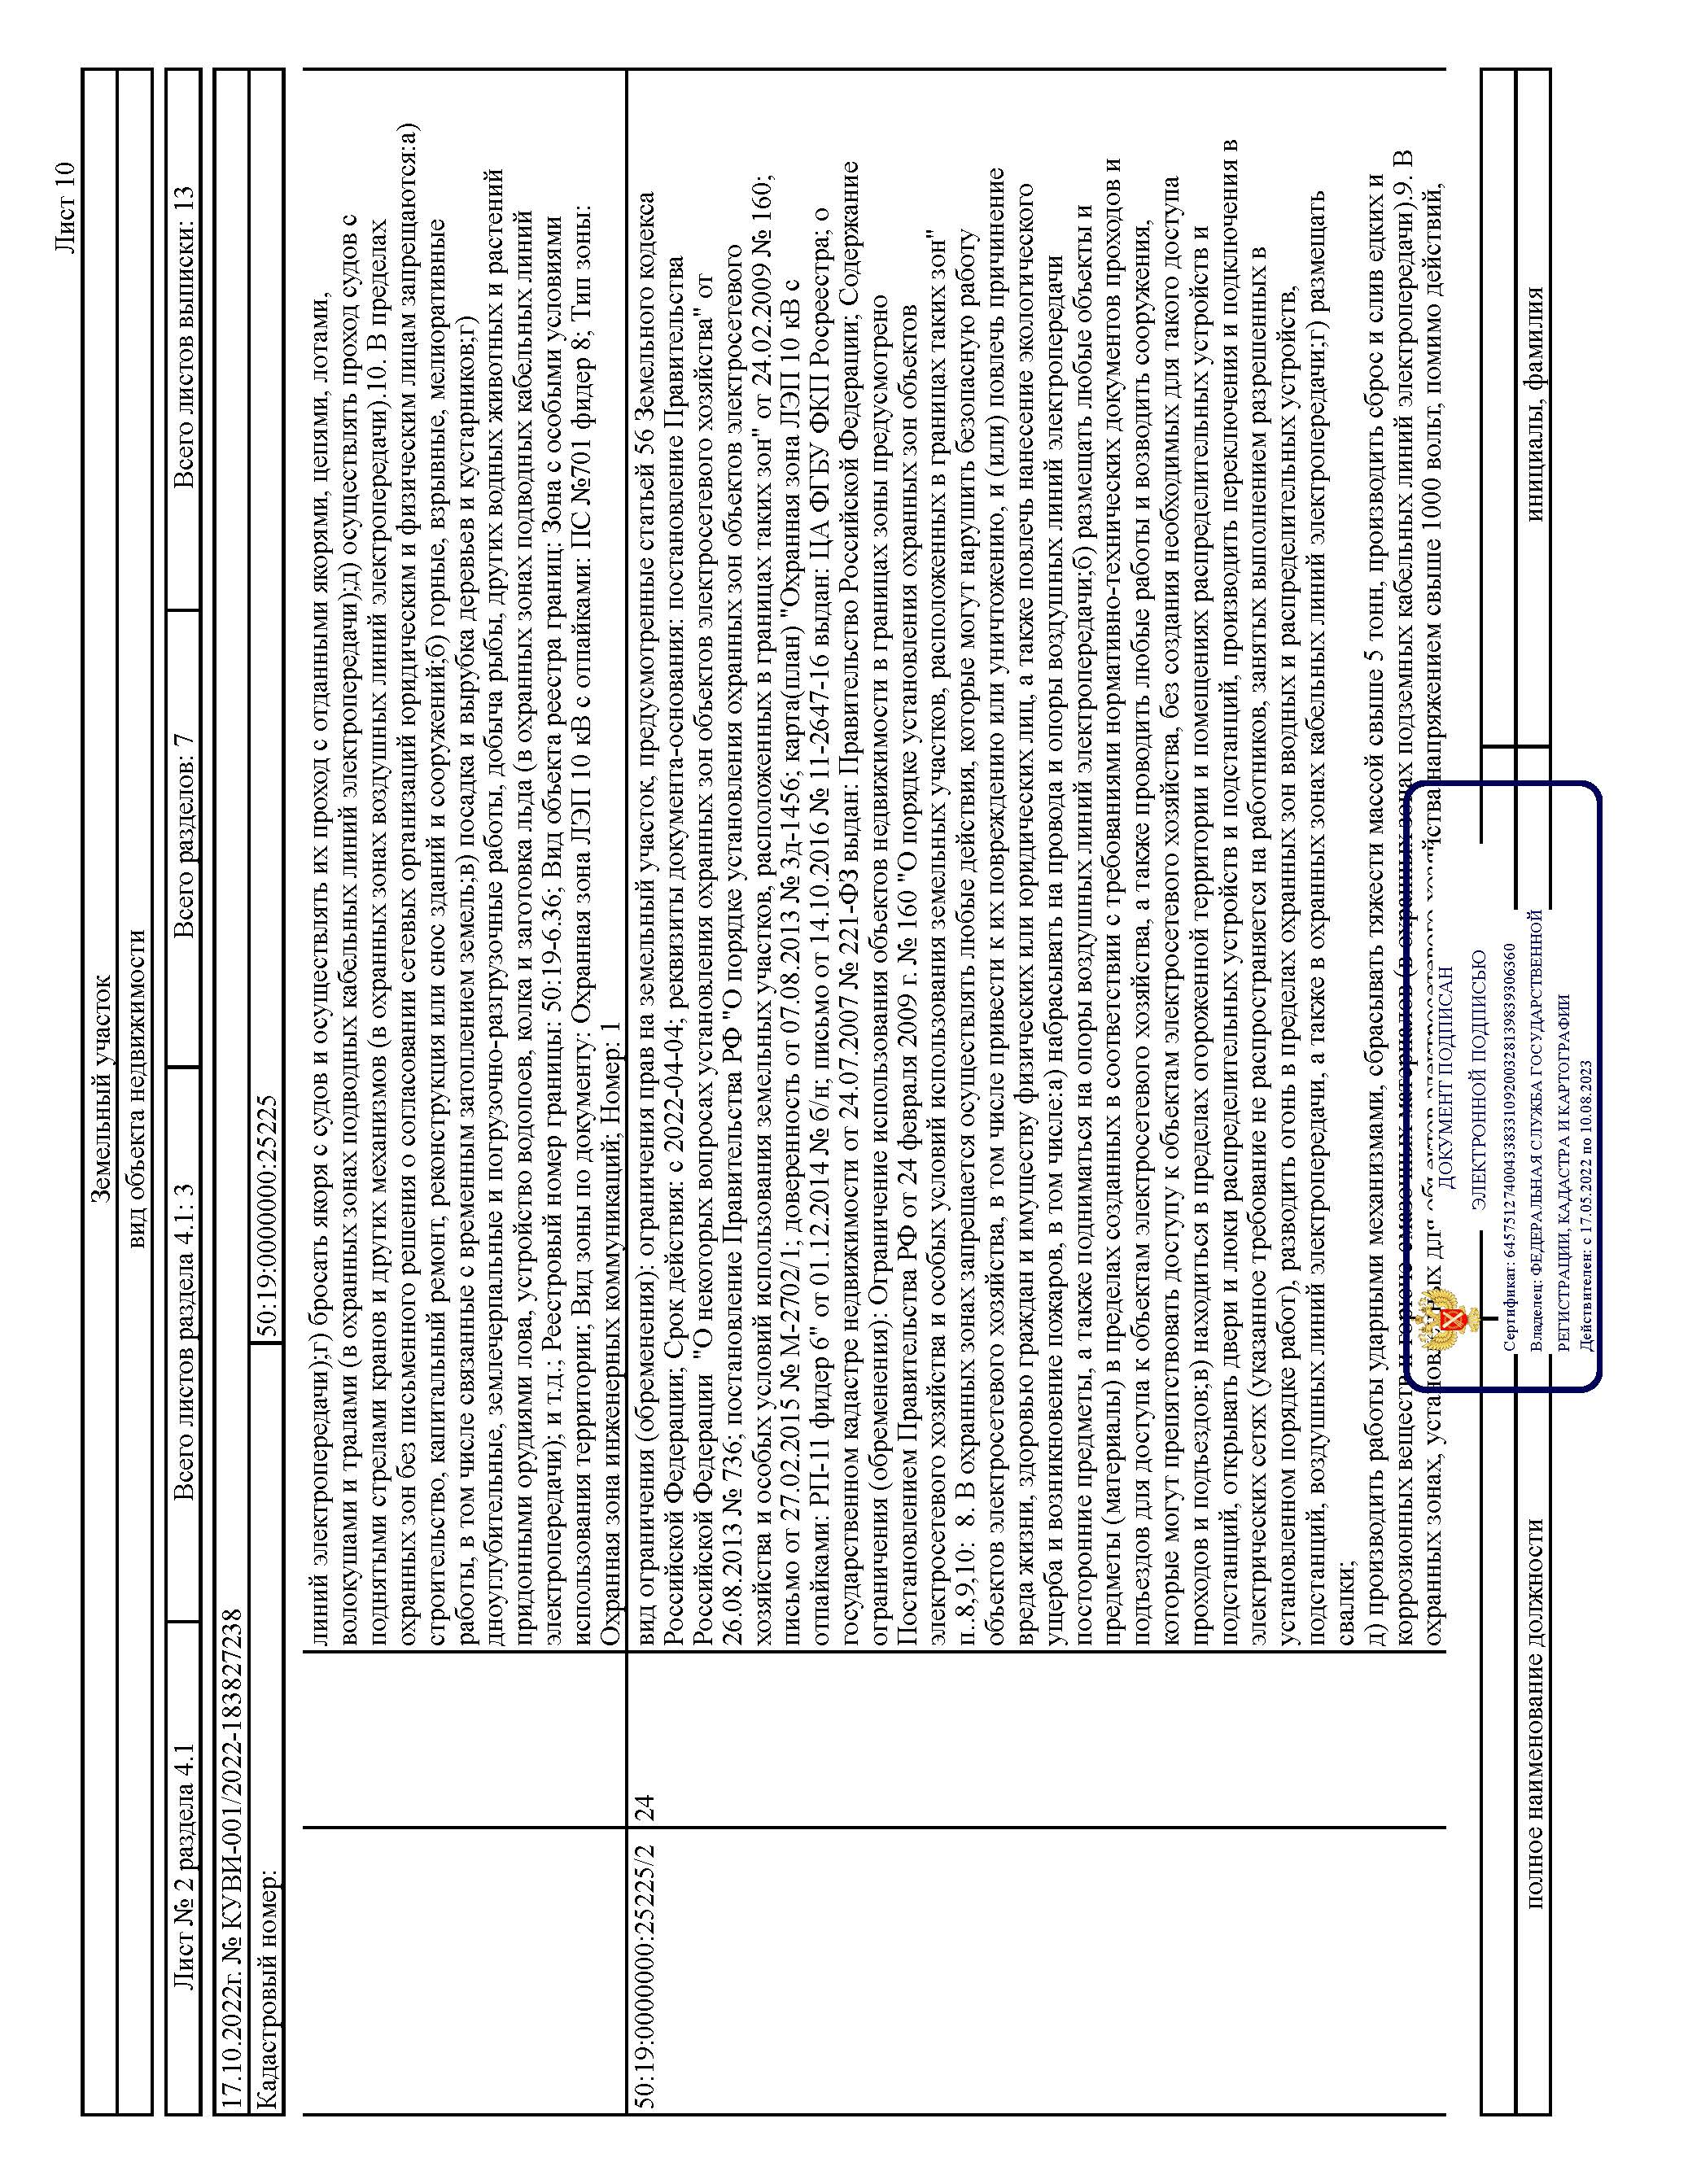 Лист 10
Земельный участок
вид объекта недвижимости
Лист № 2 раздела 4.1
Всего листов раздела 4.1: 3
Всего разделов: 7
Всего листов выписки: 13
17.10.2022г. № КУВИ-001/2022-183827238
Кадастровый номер:
50:19:0000000:25225
линий электропередачи);г) бросать якоря с судов и осуществлять их проход с отданными якорями, цепями, лотами,
волокушами и тралами (в охранных зонах подводных кабельных линий электропередачи);д) осуществлять проход судов с
поднятыми стрелами кранов и других механизмов (в охранных зонах воздушных линий электропередачи).10. В пределах
охранных зон без письменного решения о согласовании сетевых организаций юридическим и физическим лицам запрещаются:а)
строительство, капитальный ремонт, реконструкция или снос зданий и сооружений;б) горные, взрывные, мелиоративные
работы, в том числе связанные с временным затоплением земель;в) посадка и вырубка деревьев и кустарников;г)
дноуглубительные, землечерпальные и погрузочно-разгрузочные работы, добыча рыбы, других водных животных и растений
придонными орудиями лова, устройство водопоев, колка и заготовка льда (в охранных зонах подводных кабельных линий
электропередачи); и т.д.; Реестровый номер границы: 50:19-6.36; Вид объекта реестра границ: Зона с особыми условиями
использования территории; Вид зоны по документу: Охранная зона ЛЭП 10 кВ с отпайками: ПС №701 фидер 8; Тип зоны:
Охранная зона инженерных коммуникаций; Номер: 1
50:19:0000000:25225/2
24
вид ограничения (обременения): ограничения прав на земельный участок, предусмотренные статьей 56 Земельного кодекса
Российской Федерации; Срок действия: с 2022-04-04; реквизиты документа-основания: постановление Правительства
Российской Федерации "О некоторых вопросах установления охранных зон объектов электросетевого хозяйства" от
26.08.2013 № 736; постановление Правительства РФ "О порядке установления охранных зон объектов электросетевого
хозяйства и особых условий использования земельных участков, расположенных в границах таких зон" от 24.02.2009 № 160;
письмо от 27.02.2015 № М-2702/1; доверенность от 07.08.2013 № 3д-1456; карта(план) "Охранная зона ЛЭП 10 кВ с
отпайками: РП-11 фидер 6" от 01.12.2014 № б/н; письмо от 14.10.2016 № 11-2647-16 выдан: ЦА ФГБУ ФКП Росреестра; о
государственном кадастре недвижимости от 24.07.2007 № 221-ФЗ выдан: Правительство Российской Федерации; Содержание
ограничения (обременения): Ограничение использования объектов недвижимости в границах зоны предусмотрено
Постановлением Правительства РФ от 24 февраля 2009 г. № 160 "О порядке установления охранных зон объектов
электросетевого хозяйства и особых условий использования земельных участков, расположенных в границах таких зон"
п..8,9,10: 8. В охранных зонах запрещается осуществлять любые действия, которые могут нарушить безопасную работу
объектов электросетевого хозяйства, в том числе привести к их повреждению или уничтожению, и (или) повлечь причинение
вреда жизни, здоровью граждан и имуществу физических или юридических лиц, а также повлечь нанесение экологического
ущерба и возникновение пожаров, в том числе:а) набрасывать на провода и опоры воздушных линий электропередачи
посторонние предметы, а также подниматься на опоры воздушных линий электропередачи;б) размещать любые объекты и
предметы (материалы) в пределах созданных в соответствии с требованиями нормативно-технических документов проходов и
подъездов для доступа к объектам электросетевого хозяйства, а также проводить любые работы и возводить сооружения,
которые могут препятствовать доступу к объектам электросетевого хозяйства, без создания необходимых для такого доступа
проходов и подъездов;в) находиться в пределах огороженной территории и помещениях распределительных устройств и
подстанций, открывать двери и люки распределительных устройств и подстанций, производить переключения и подключения в
электрических сетях (указанное требование не распространяется на работников, занятых выполнением разрешенных в
установленном порядке работ), разводить огонь в пределах охранных зон вводных и распределительных устройств,
подстанций, воздушных линий электропередачи, а также в охранных зонах кабельных линий электропередачи;г) размещать
свалки;
д) производить работы ударными механизмами, сбрасывать тяжести массой свыше 5 тонн, производить сброс и слив едких и
коррозионных веществ и горюче-смазочных материалов (в охранных зонах подземных кабельных линий электропередачи).9. В
охранных зонах, установленных для объектов электросетевого хозяйства напряжением свыше 1000 вольт, помимо действий,
полное наименование должности
инициалы, фамилия
ДОКУМЕНТ ПОДПИСАН
ЭЛЕКТРОННОЙ ПОДПИСЬЮ
Сертификат: 645751274004338331092003281398393906360
Владелец: ФЕДЕРАЛЬНАЯ СЛУЖБА ГОСУДАРСТВЕННОЙ
РЕГИСТРАЦИИ, КАДАСТРА И КАРТОГРАФИИ
Действителен: с 17.05.2022 по 10.08.2023